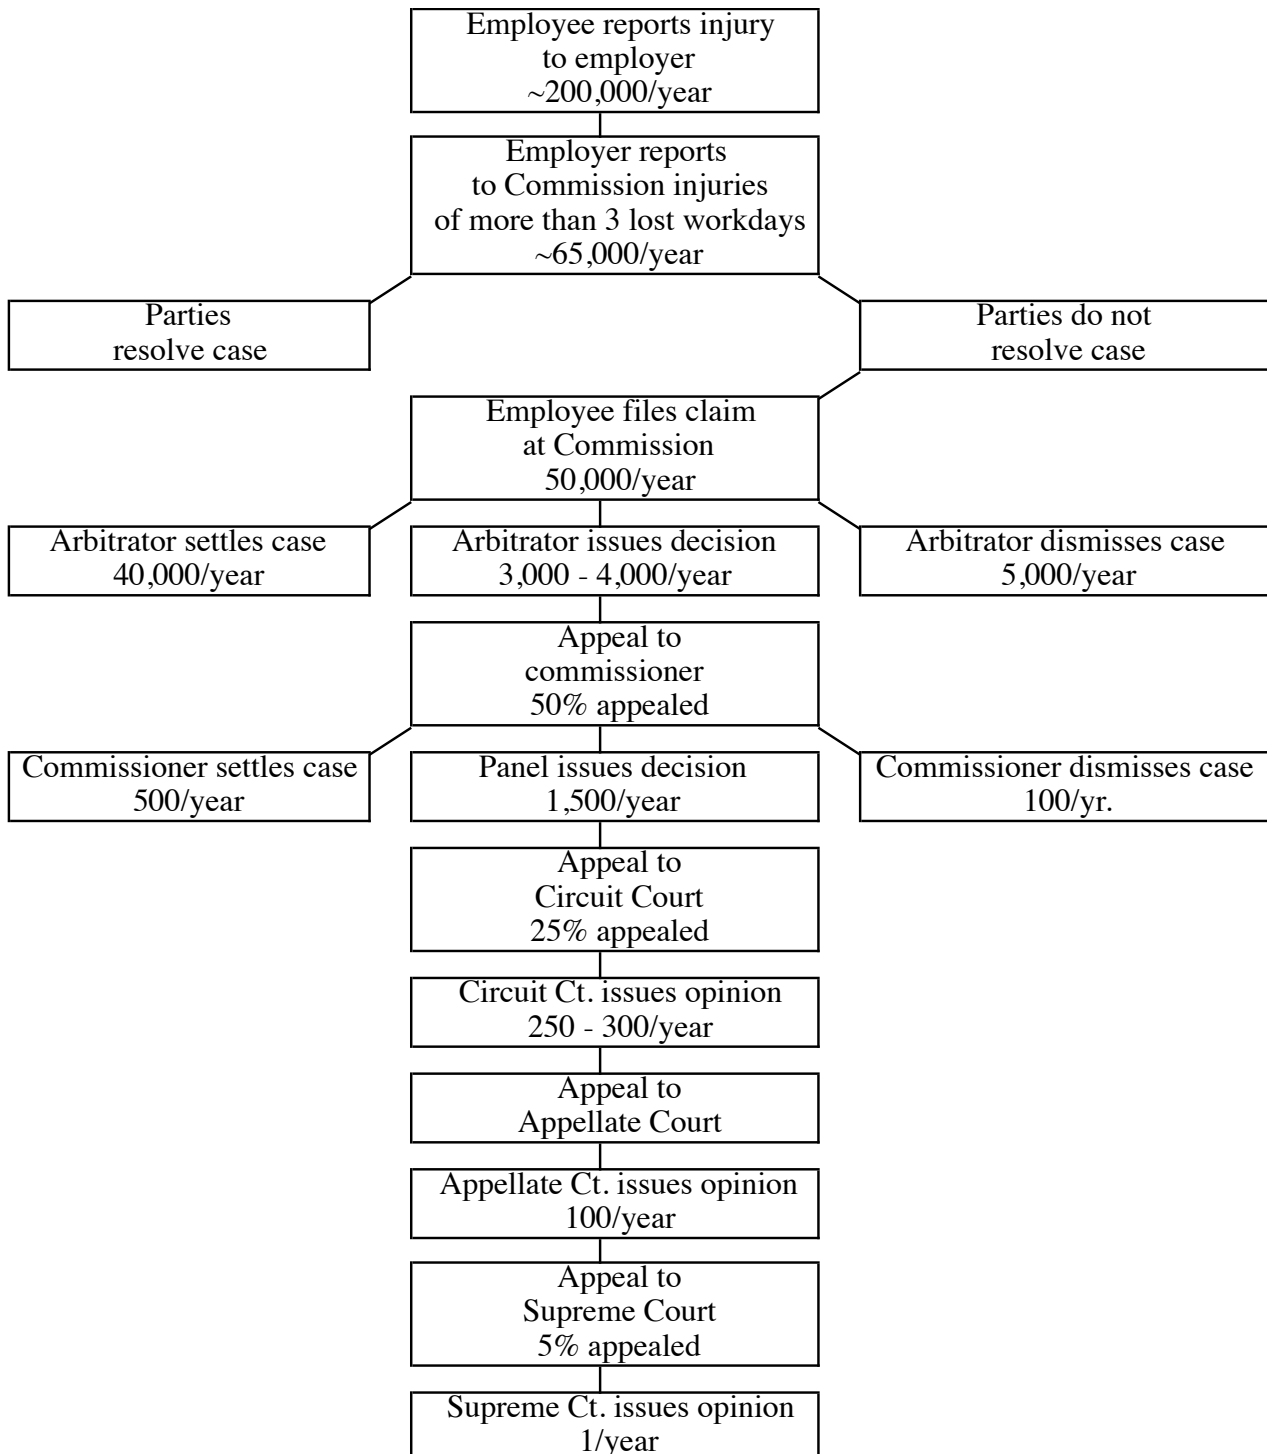 Employee reports injury
to employer
~200,000/year
Employer reports
to Commission injuries
of more than 3 lost workdays
~65,000/year
Parties
resolve case
Parties do not
resolve case
Employee files claim
at Commission
50,000/year
Arbitrator settles case
40,000/year
Arbitrator issues decision
3,000 - 4,000/year
Arbitrator dismisses case
5,000/year
Appeal to
commissioner
50% appealed
Commissioner settles case
500/year
Panel issues decision
1,500/year
Commissioner dismisses case
100/yr.
Appeal to
Circuit Court
25% appealed
Circuit Ct. issues opinion
250 - 300/year
Appeal to
Appellate Court
Appellate Ct. issues opinion
100/year
Appeal to
Supreme Court
5% appealed
Supreme Ct. issues opinion
1/year